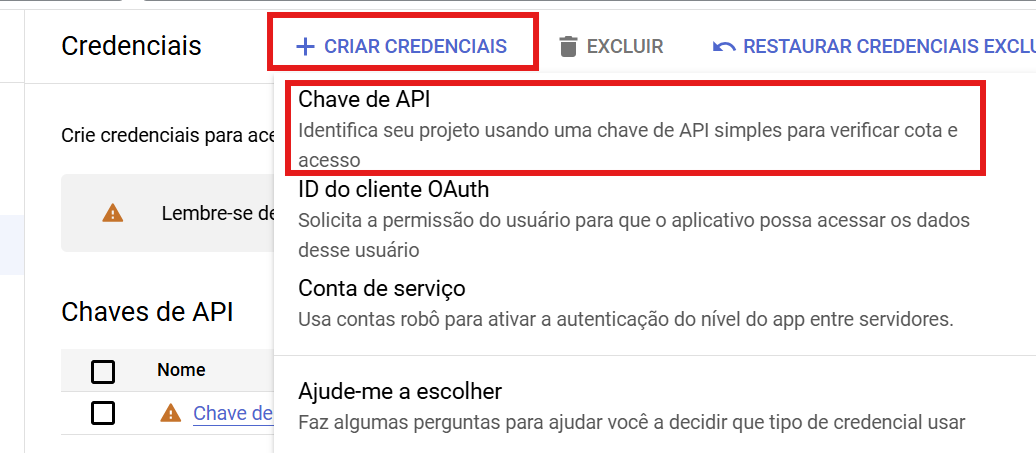 Credenciais
CRIAR CREDENCIAIS
EXCLUIR
RESTAURAR CREDENCIAIS EXCLU
Chave de API
Identifica seu projeto usando uma chave de API simples para verificar cota e
acesso
Crie credenciais para ace
ID do cliente OAuth
Solicita a permissão do usuário para que o aplicativo possa acessar os dados
desse usuário
Lembre-se de
Conta de serviço
Usa contas robô para ativar a autenticação do nível do app entre servidores.
Chaves de API
Nome
Chave de
Ajude-me a escolher
Faz algumas perguntas para ajudar você a decidir que tipo de credencial usar